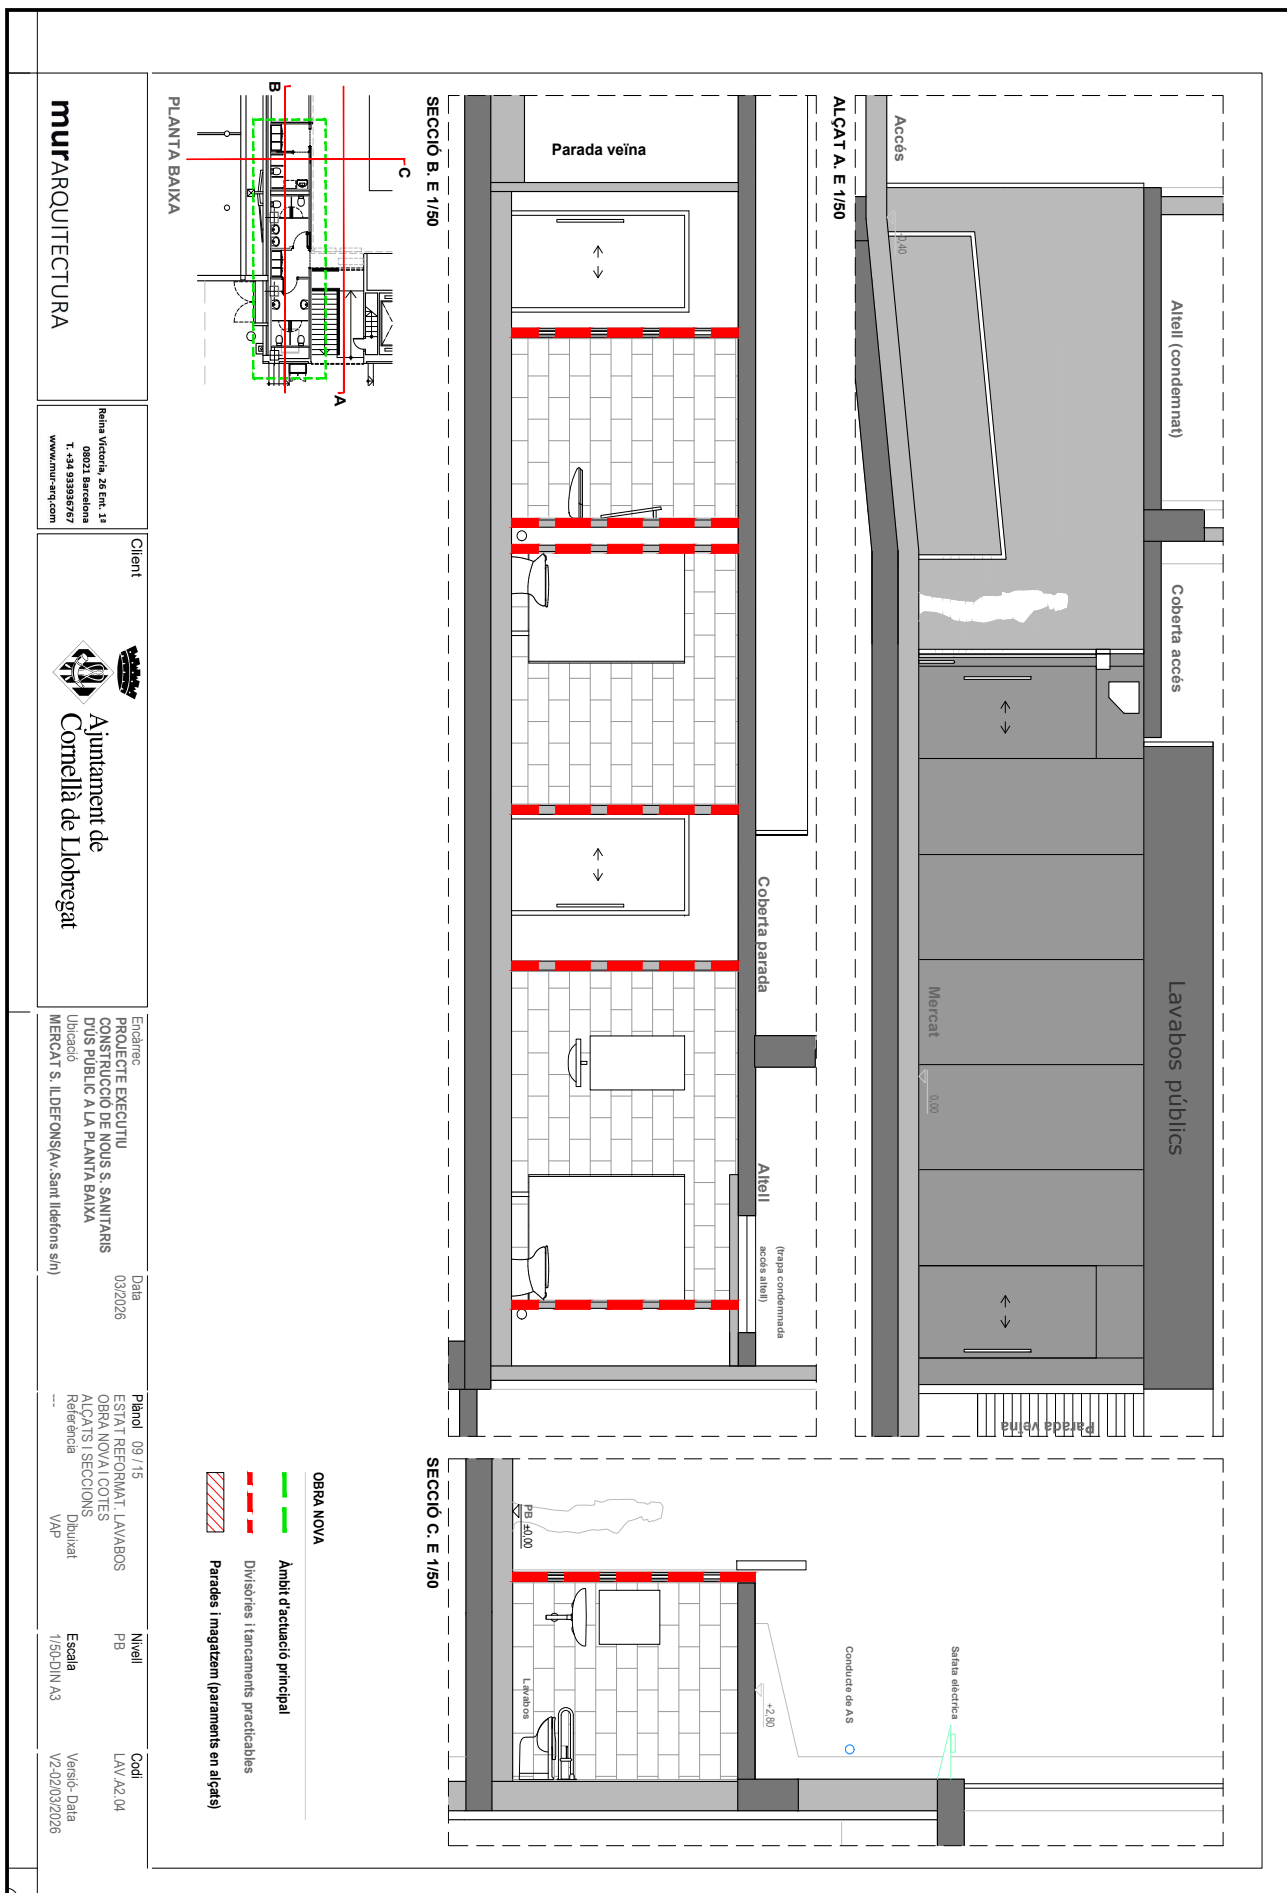 ALÇAT A. E 1/50
Accés
-0,40
Altell (condemnat)
Coberta accés
Lavabos públics
Mercat
0,00
Parada veïna
SECCIÓ B. E 1/50
Parada veïna
Coberta parada
Altell
(trapa condemnada
accés altell)
SECCIÓ C. E 1/50
PB ±0,00
Lavabos
+2,80
Conducte de AS
Safata elèctrica
B
C
A
PLANTA BAIXA
OBRA NOVA
Àmbit d'actuació principal
Divisòries i tancaments practicables
Parades i magatzem (paraments en alçats)
murARQUITECTURA
Reina Victoria, 26 Ent. 1ª
08021 Barcelona
T. +34 933936767
www.mur-arq.com
Client
Ajuntament de
Cornellà de Llobregat
Encàrrec
PROJECTE EXECUTIU
CONSTRUCCIÓ DE NOUS S. SANITARIS
D'ÚS PÚBLIC A LA PLANTA BAIXA
Ubicació
MERCAT S. ILDEFONS(Av.Sant Ildefons s/n)
Data
03/2026
Plànol 09 / 15
ESTAT REFORMAT. LAVABOS
OBRA NOVA I COTES
ALÇATS I SECCIONS
Referència
---
Dibuixat
VAP
Nivell
PB
Escala
1/50-DIN A3
Codi
LAV A2.04
Versió- Data
V2-02/03/2026